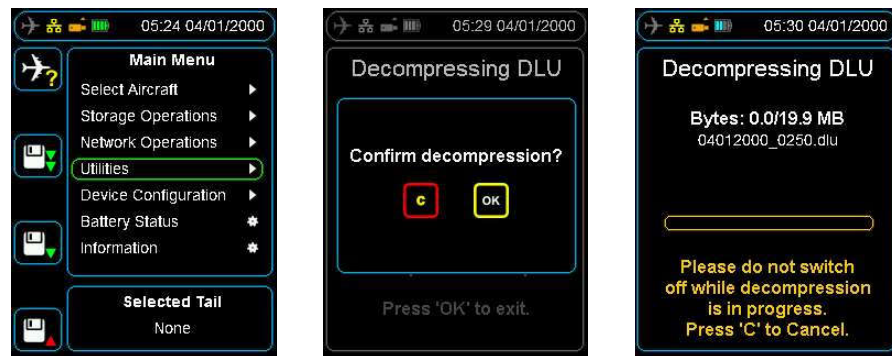 05:24 04/01/2000
Main Menu
Select Aircraft
Storage Operations
Network Operations
Utilities
Device Configuration
Battery Status
Information
Selected Tail
None
?
05:29 04/01/2000
Decompressing DLU
Confirm decompression?
C OK
Press 'OK' to exit.
05:30 04/01/2000
Decompressing DLU
Bytes: 0.0/19.9 MB
04012000_0250.dlu
Please do not switch
off while decompression
is in progress.
Press 'C' to Cancel.